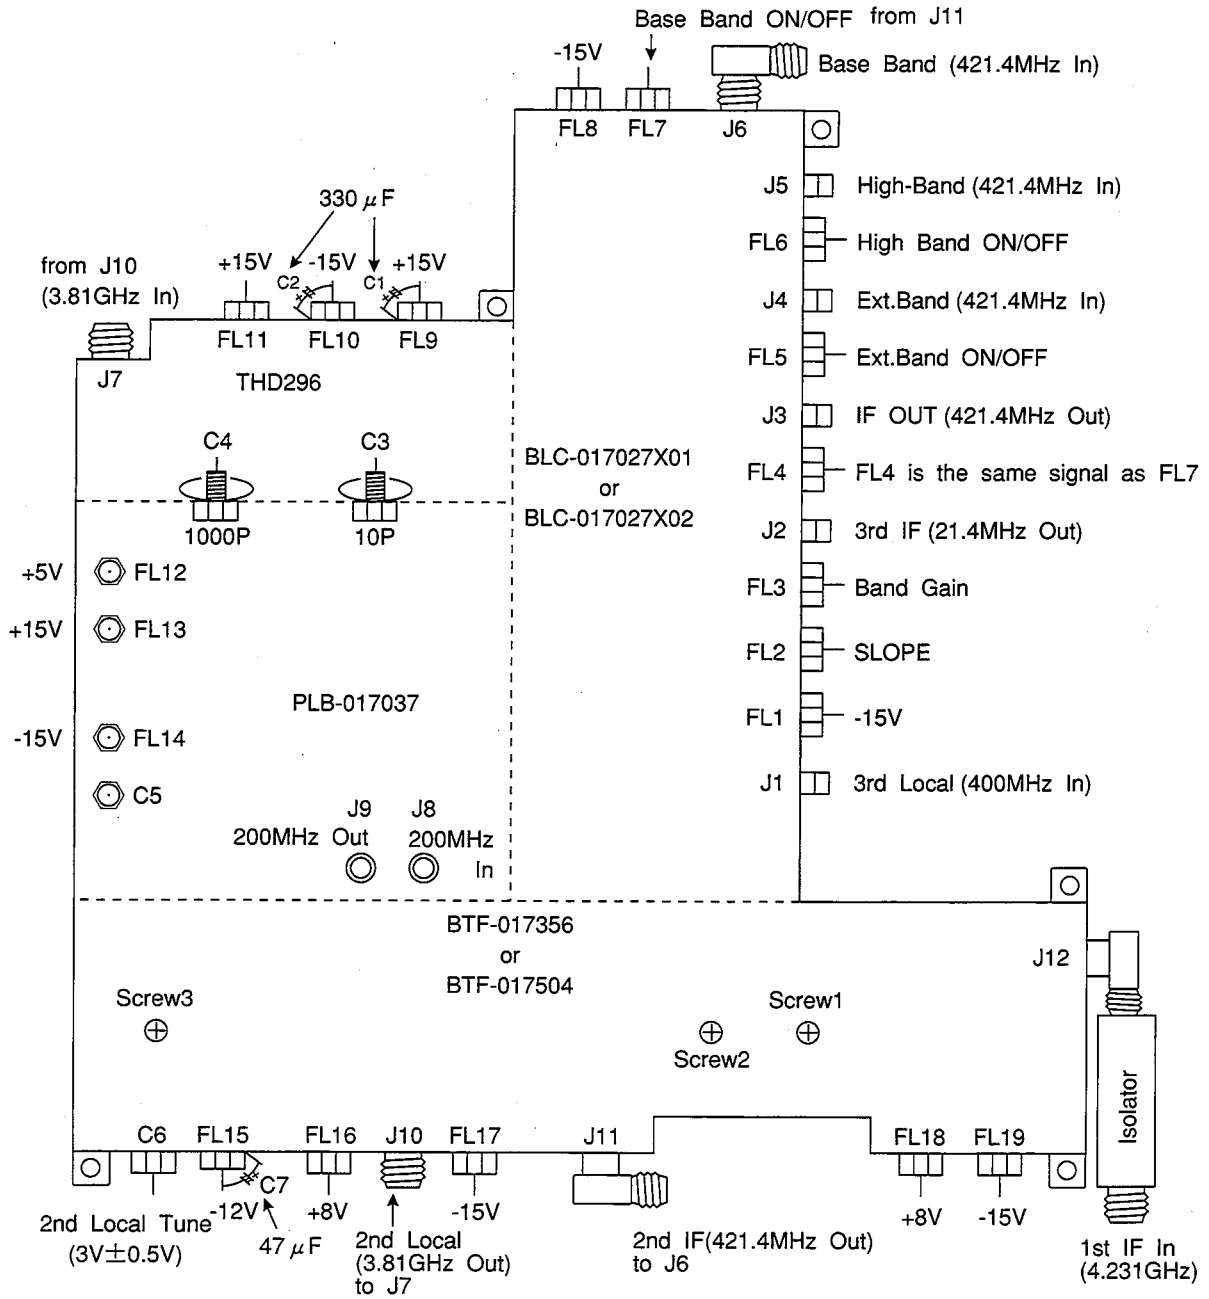 Base Band ON/OFF from J11
-15V
Base Band (421.4MHz In)
FL8
FL7
J6
J5
High-Band (421.4MHz In)
330 μF
FL6
High Band ON/OFF
from J10
(3.81GHz In)
+15V
C2
-15V
C1
+15V
J4
Ext.Band (421.4MHz In)
FL11
FL10
FL9
FL5
Ext.Band ON/OFF
J7
THD296
J3
IF OUT (421.4MHz Out)
C4
C3
BLC-017027X01
or
BLC-017027X02
FL4
FL4 is the same signal as FL7
1000P
10P
J2
3rd IF (21.4MHz Out)
+5V
FL12
FL3
Band Gain
+15V
FL13
FL2
SLOPE
PLB-017037
FL1
-15V
-15V
FL14
C5
J1
3rd Local (400MHz In)
J9
J8
200MHz Out
200MHz
In
BTF-017356
or
BTF-017504
J12
Screw3
Screw1
Screw2
Isolator
C6
FL15
FL16
J10
FL17
J11
FL18
FL19
C7
-12V
+8V
-15V
+8V
-15V
2nd Local Tune
(3V±0.5V)
47 μF
2nd Local
(3.81GHz Out)
to J7
2nd IF(421.4MHz Out)
to J6
1st IF In
(4.231GHz)